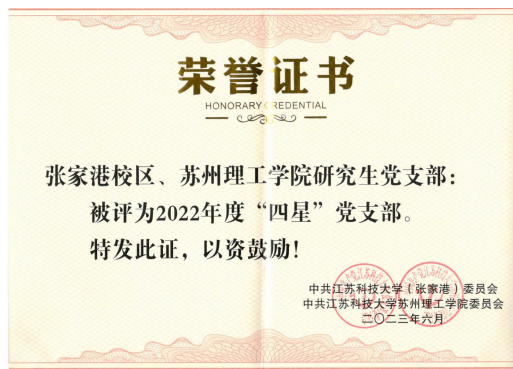 荣誉证书
HONORARY CREDENTIAL
张家港校区、苏州理工学院研究生党支部：
被评为2022年度“四星”党支部。
特发此证，以资鼓励！
中共江苏科技大学（张家港）委员会
中共江苏科技大学苏州理工学院委员会
二〇二三年六月